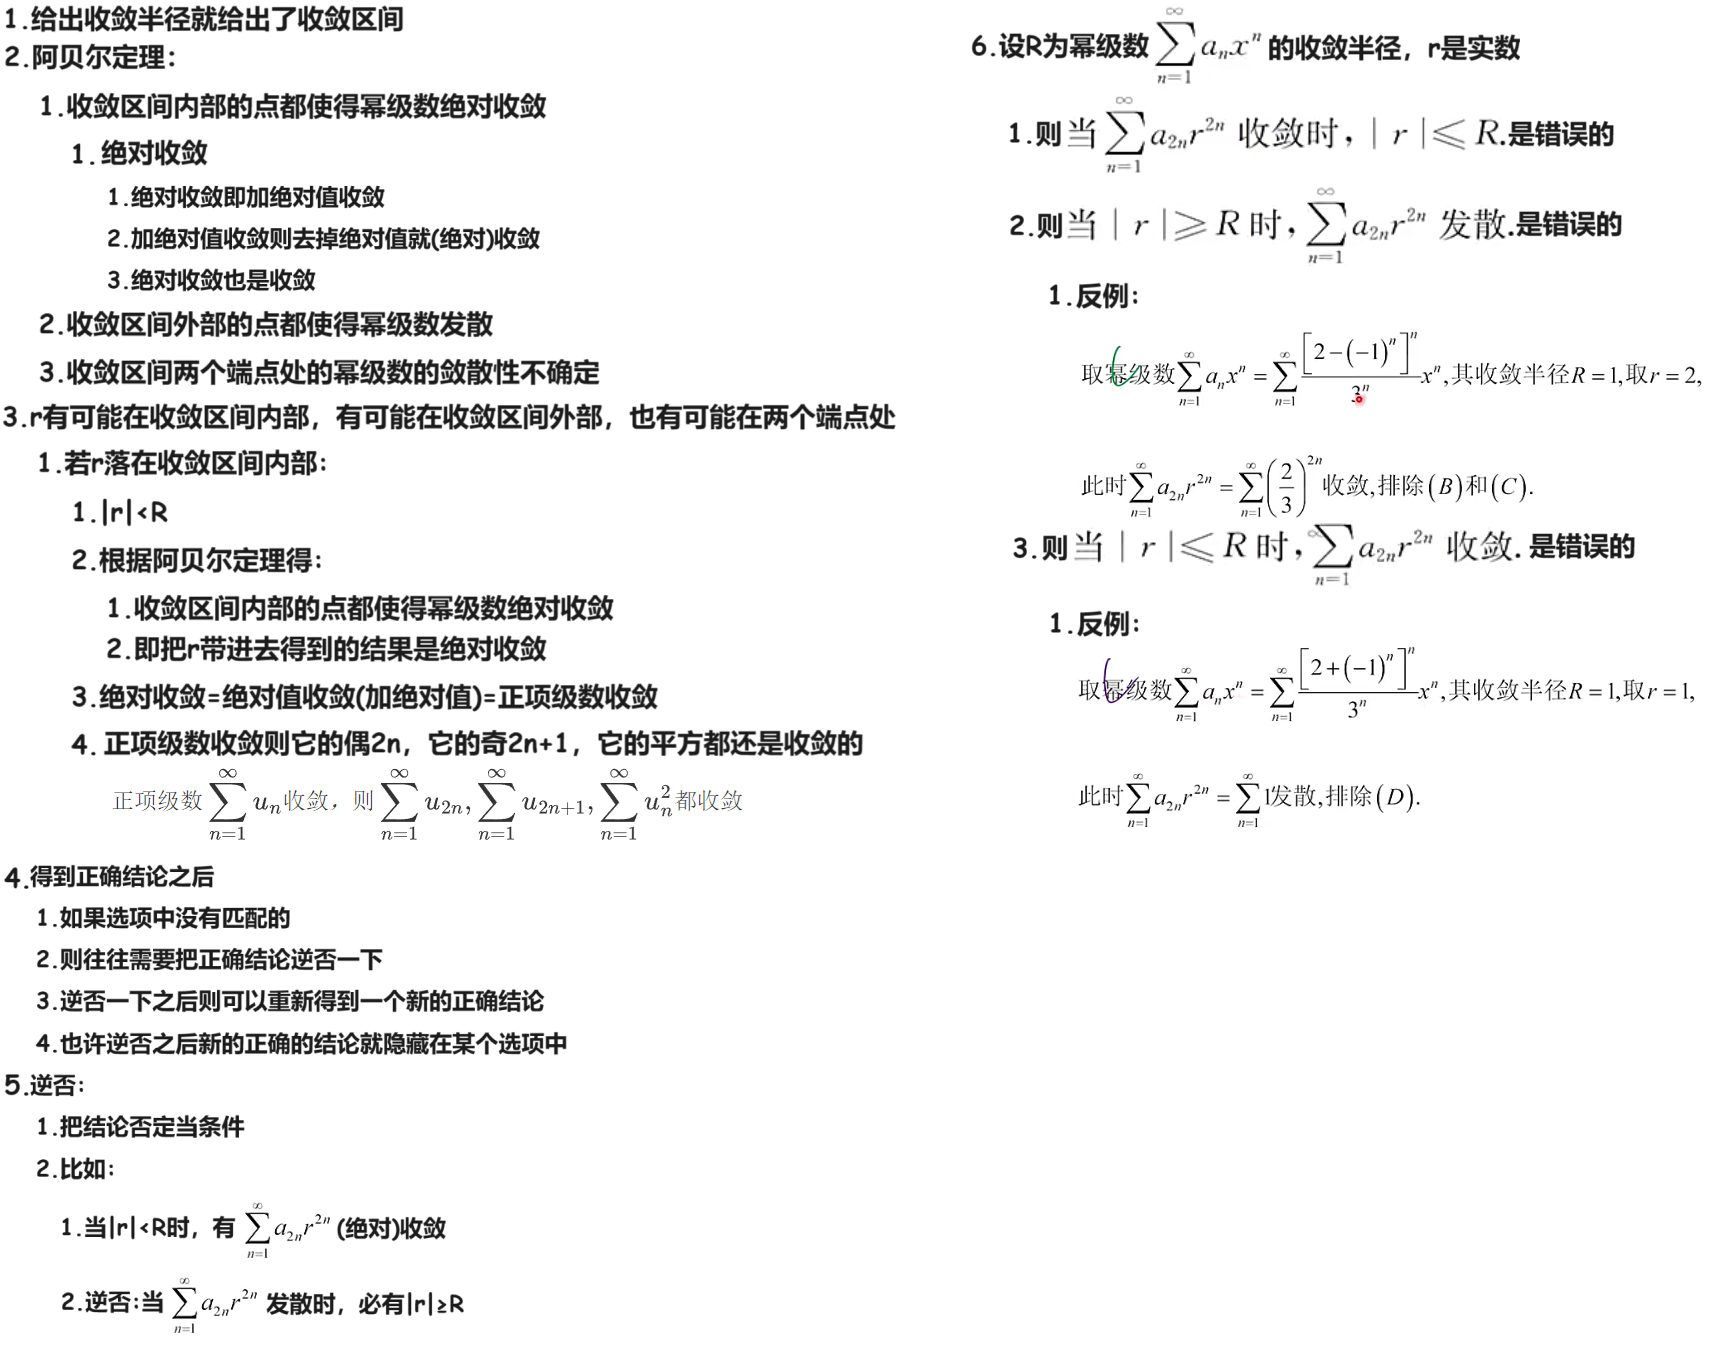 1.给出收敛半径就给出了收敛区间
2.阿贝尔定理：
1.收敛区间内部的点都使得幂级数绝对收敛
1.绝对收敛
1.绝对收敛即加绝对值收敛
2.加绝对值收敛则去掉绝对值就(绝对)收敛
3.绝对收敛也是收敛
2.收敛区间外部的点都使得幂级数发散
3.收敛区间两个端点处的幂级数的敛散性不确定
3.r有可能在收敛区间内部，有可能在收敛区间外部，也有可能在两个端点处
1.若r落在收敛区间内部：
1.|r|<R
2.根据阿贝尔定理得：
1.收敛区间内部的点都使得幂级数绝对收敛
2.即把r带进去得到的结果是绝对收敛
3.绝对收敛=绝对值收敛(加绝对值)=正项级数收敛
4.正项级数收敛则它的偶2n，它的奇2n+1，它的平方都还是收敛的
正项级数 $\sum_{n=1}^{\infty} u_n$ 收敛，则 $\sum_{n=1}^{\infty} u_{2n}, \sum_{n=1}^{\infty} u_{2n+1}, \sum_{n=1}^{\infty} u_n^2$ 都收敛
4.得到正确结论之后
1.如果选项中没有匹配的
2.则往往需要把正确结论逆否一下
3.逆否一下之后则可以重新得到一个新的正确结论
4.也许逆否之后新的正确的结论就隐藏在某个选项中
5.逆否：
1.把结论否定当条件
2.比如：
1.当|r|<R时，有 $\sum_{n=1}^{\infty} a_{2n}r^{2n}$ (绝对)收敛
2.逆否:当 $\sum_{n=1}^{\infty} a_{2n}r^{2n}$ 发散时，必有|r|≥R
6.设R为幂级数 $\sum_{n=1}^{\infty} a_n x^n$ 的收敛半径，r是实数
1.则当 $\sum_{n=1}^{\infty} a_{2n}r^{2n}$ 收敛时，| r |⩽R.是错误的
2.则当 | r |⩾R 时，$\sum_{n=1}^{\infty} a_{2n}r^{2n}$ 发散.是错误的
1.反例：
取幂级数 $\sum_{n=1}^{\infty} a_n x^n = \sum_{n=1}^{\infty} \frac{[2-(-1)^n]^n}{3^n} x^n$,其收敛半径R=1,取r=2,
此时 $\sum_{n=1}^{\infty} a_{2n}r^{2n} = \sum_{n=1}^{\infty} \left(\frac{2}{3}\right)^{2n}$ 收敛,排除(B)和(C).
3.则当 | r |⩽R 时，$\sum_{n=1}^{\infty} a_{2n}r^{2n}$ 收敛. 是错误的
1.反例：
取幂级数 $\sum_{n=1}^{\infty} a_n x^n = \sum_{n=1}^{\infty} \frac{[2+(-1)^n]^n}{3^n} x^n$,其收敛半径R=1,取r=1,
此时 $\sum_{n=1}^{\infty} a_{2n}r^{2n} = \sum_{n=1}^{\infty} 1$发散,排除(D).